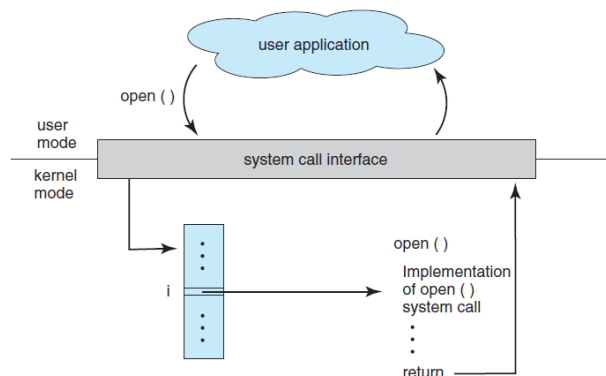 user application
open ( )
user
mode
system call interface
kernel
mode
open ( )
Implementation
of open ( )
system call
i
return